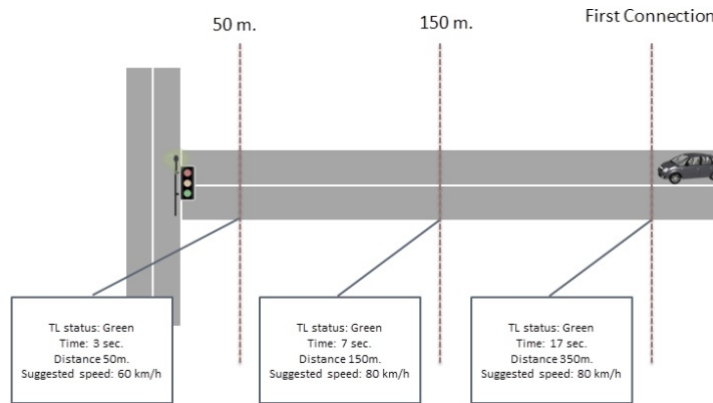 50 m.
150 m.
First Connection
TL status: Green
Time: 3 sec.
Distance 50m.
Suggested speed: 60 km/h
TL status: Green
Time: 7 sec.
Distance 150m.
Suggested speed: 80 km/h
TL status: Green
Time: 17 sec.
Distance 350m.
Suggested speed: 80 km/h